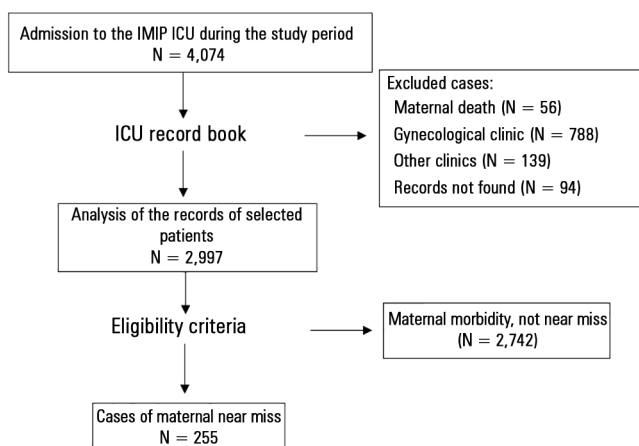 Admission to the IMIP ICU during the study period
N = 4,074
Excluded cases:
Maternal death (N = 56)
Gynecological clinic (N = 788)
Other clinics (N = 139)
Records not found (N = 94)
ICU record book
Analysis of the records of selected
patients
N = 2,997
Eligibility criteria
Maternal morbidity, not near miss
(N = 2,742)
Cases of maternal near miss
N = 255